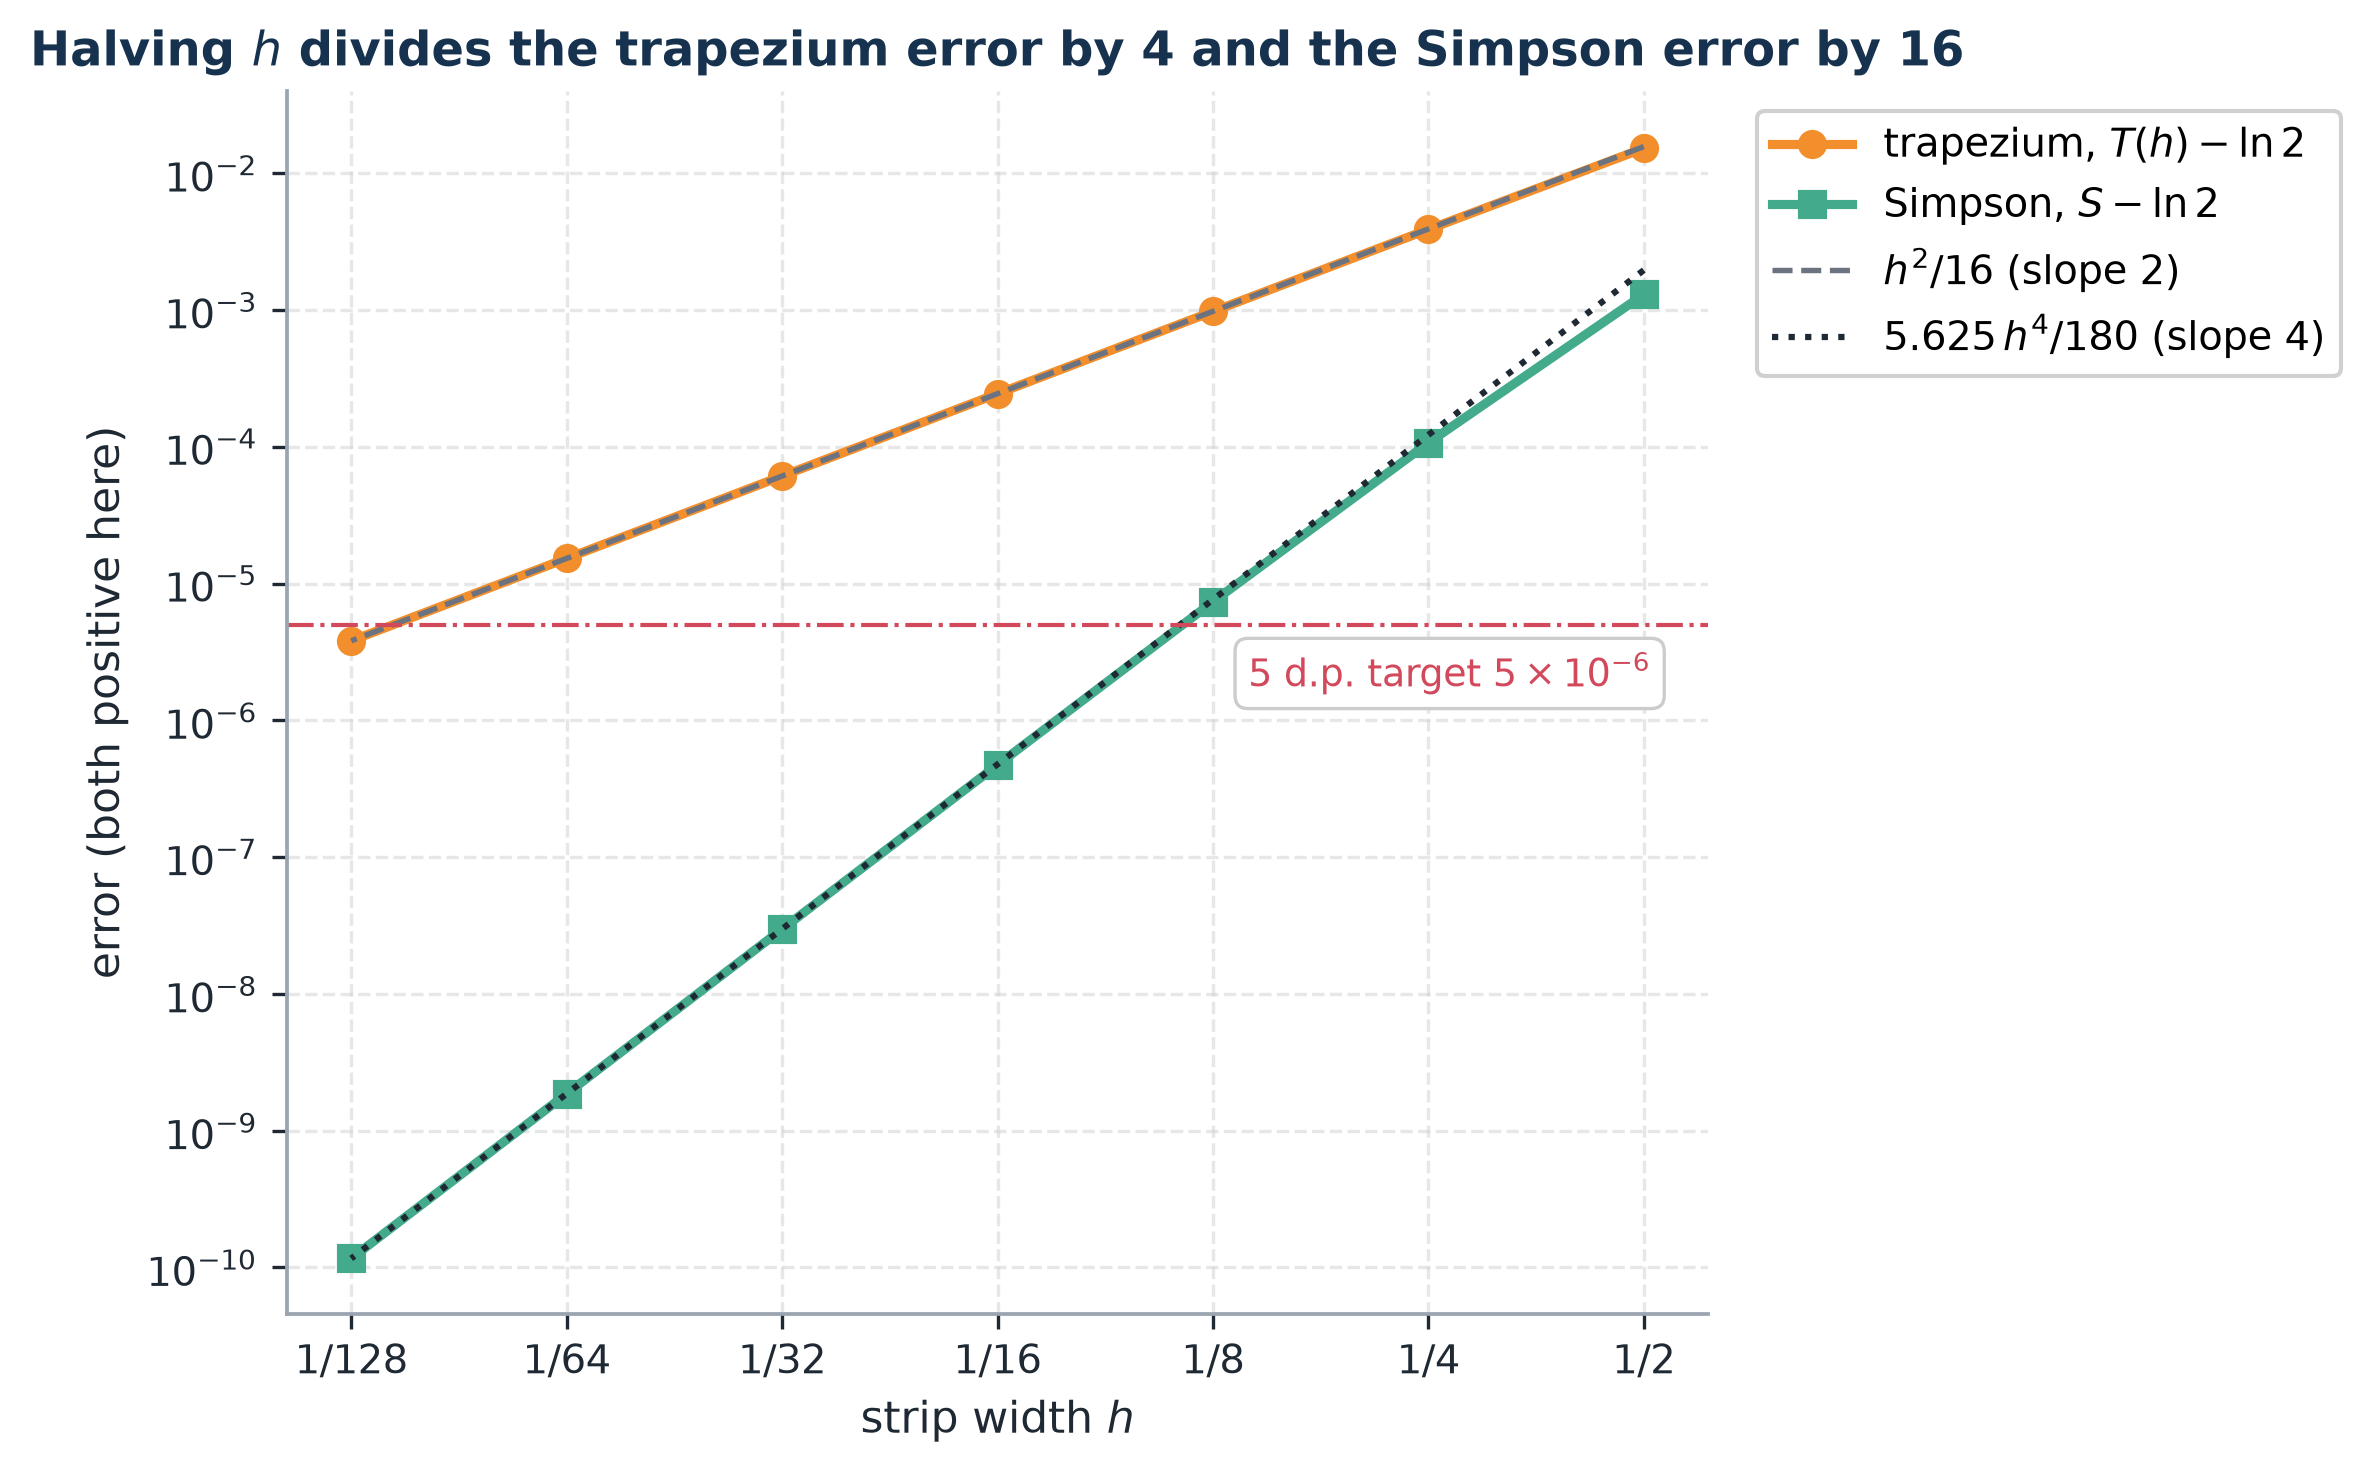 Halving h divides the trapezium error by 4 and the Simpson error by 16
trapezium, T(h) − ln 2
Simpson, S − ln 2
h²/16 (slope 2)
5.625 h⁴/180 (slope 4)
error (both positive here)
10⁻²
10⁻³
10⁻⁴
10⁻⁵
10⁻⁶
10⁻⁷
10⁻⁸
10⁻⁹
10⁻¹⁰
5 d.p. target 5 × 10⁻⁶
1/128 1/64 1/32 1/16 1/8 1/4 1/2
strip width h